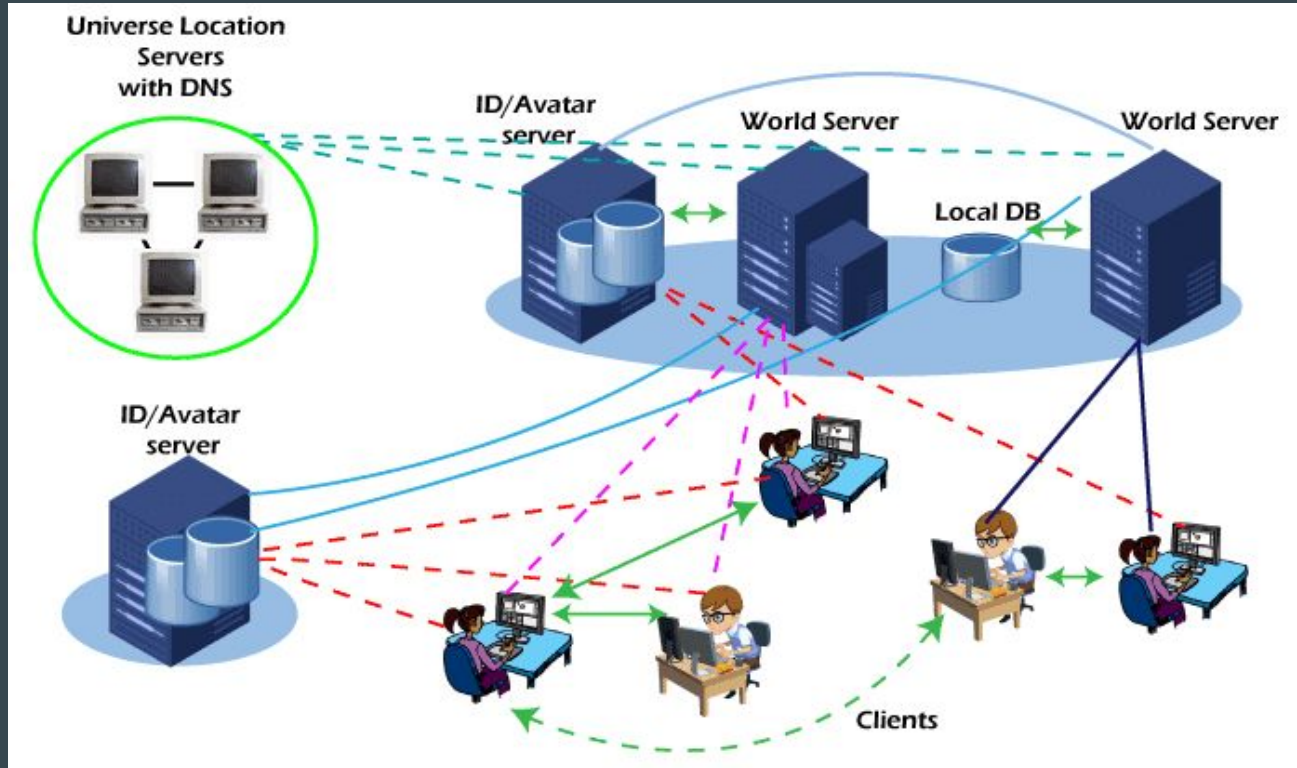 Universe Location
Servers
with DNS
ID/Avatar
server
World Server
World Server
Local DB
ID/Avatar
server
Clients